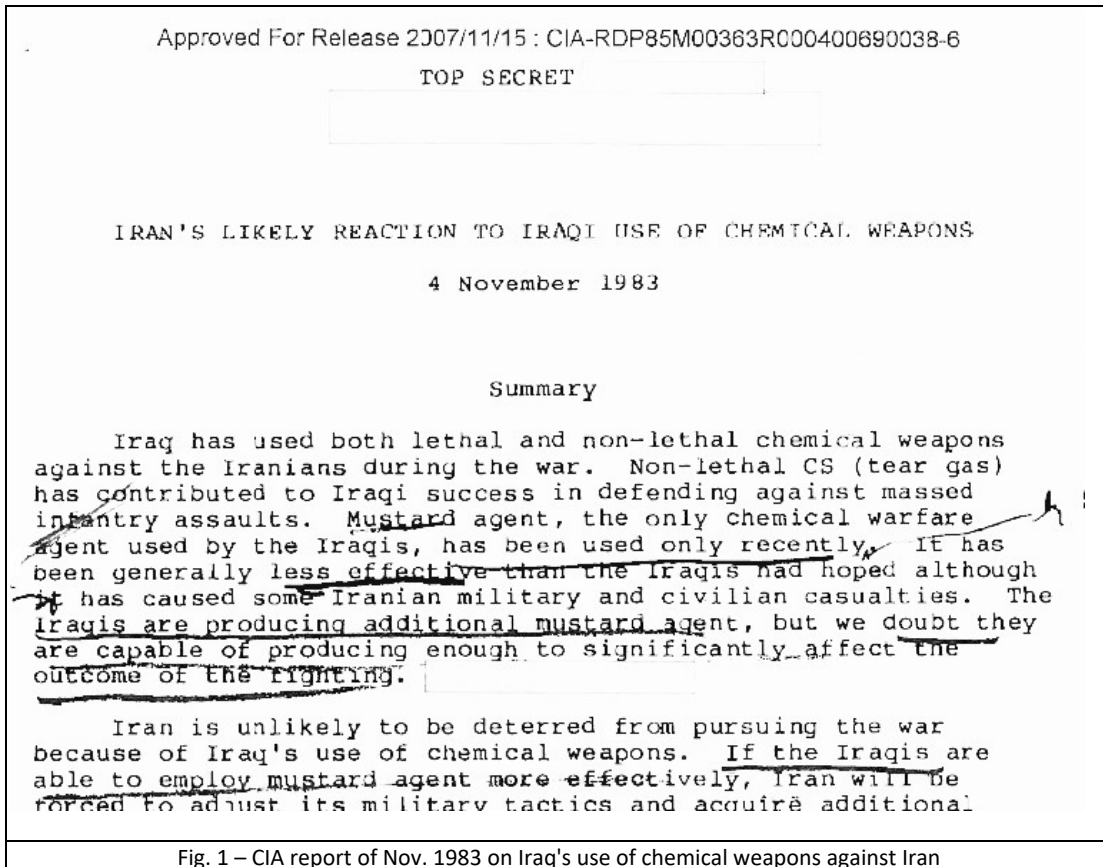 Approved For Release 2007/11/15 : CIA-RDP85M00363R000400690038-6
TOP SECRET
IRAN'S LIKELY REACTION TO IRAQI USE OF CHEMICAL WEAPONS
4 November 1983
Summary
Iraq has used both lethal and non-lethal chemical weapons
against the Iranians during the war. Non-lethal CS (tear gas)
has contributed to Iraqi success in defending against massed
infantry assaults. Mustard agent, the only chemical warfare
agent used by the Iraqis, has been used only recently. It has
been generally less effective than the Iraqis had hoped although
it has caused some Iranian military and civilian casualties. The
Iraqis are producing additional mustard agent, but we doubt they
are capable of producing enough to significantly affect the
outcome of the fighting.
Iran is unlikely to be deterred from pursuing the war
because of Iraq's use of chemical weapons. If the Iraqis are
able to employ mustard agent more effectively, Iran will be
forced to adjust its military tactics and acquire additional
Fig. 1 – CIA report of Nov. 1983 on Iraq's use of chemical weapons against Iran